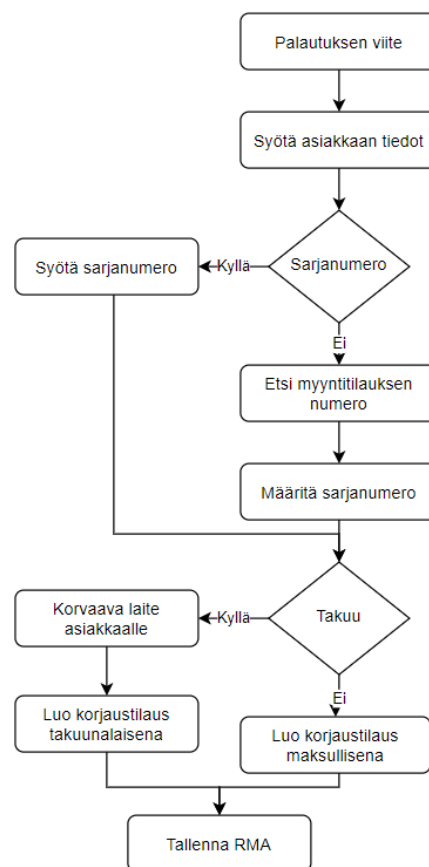 Palautuksen viite
Syötä asiakkaan tiedot
Sarjanumero
Kyllä
Syötä sarjanumero
Ei
Etsi myyntitilauksen
numero
Määritä sarjanumero
Takuu
Kyllä
Korvaava laite
asiakkaalle
Ei
Luo korjaustilaus
takuunalaisena
Luo korjaustilaus
maksullisena
Tallenna RMA